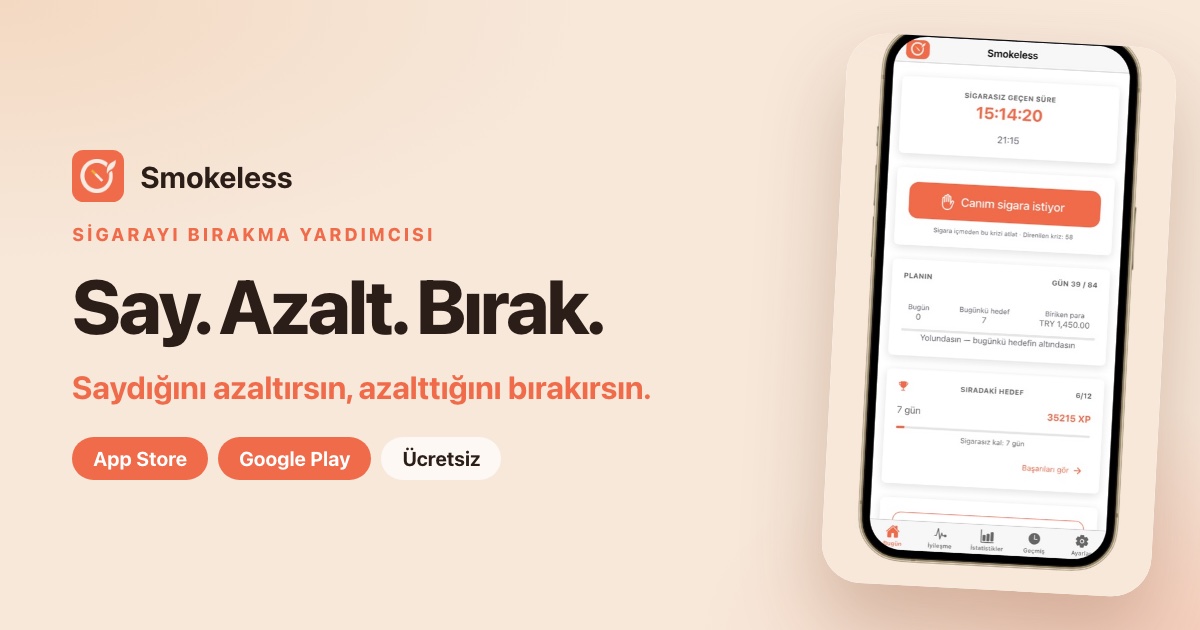 Smokeless
SİGARAYI BIRAKMA YARDIMCISI
Say. Azalt. Bırak.
Saydığını azaltırsın, azalttığını bırakırsın.
App Store
Google Play
Ücretsiz
Smokeless
SİGARASIZ GEÇEN SÜRE
15:14:20
21:15
Canım sigara istiyor
Sigara içmeden bu krizi atlat · Direnilen kriz: 58
PLANIN
GÜN 39 / 84
Bugün
0
Bugünkü hedef
7
Biriken para
TRY 1,450.00
Yolundasın — bugünkü hedefin altındasın
SIRADAKİ HEDEF
6/12
7 gün
35215 XP
Sigarasız kal: 7 gün
Başarıları gör →
Bugün
İyileşme
İstatistikler
Geçmiş
Ayarlar